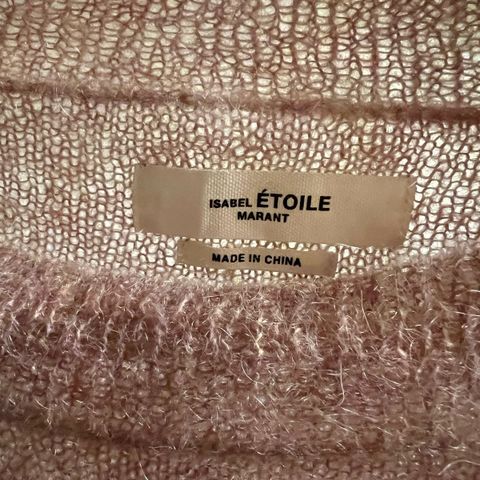 ISABEL ÉTOILE
MARANT
MADE IN CHINA